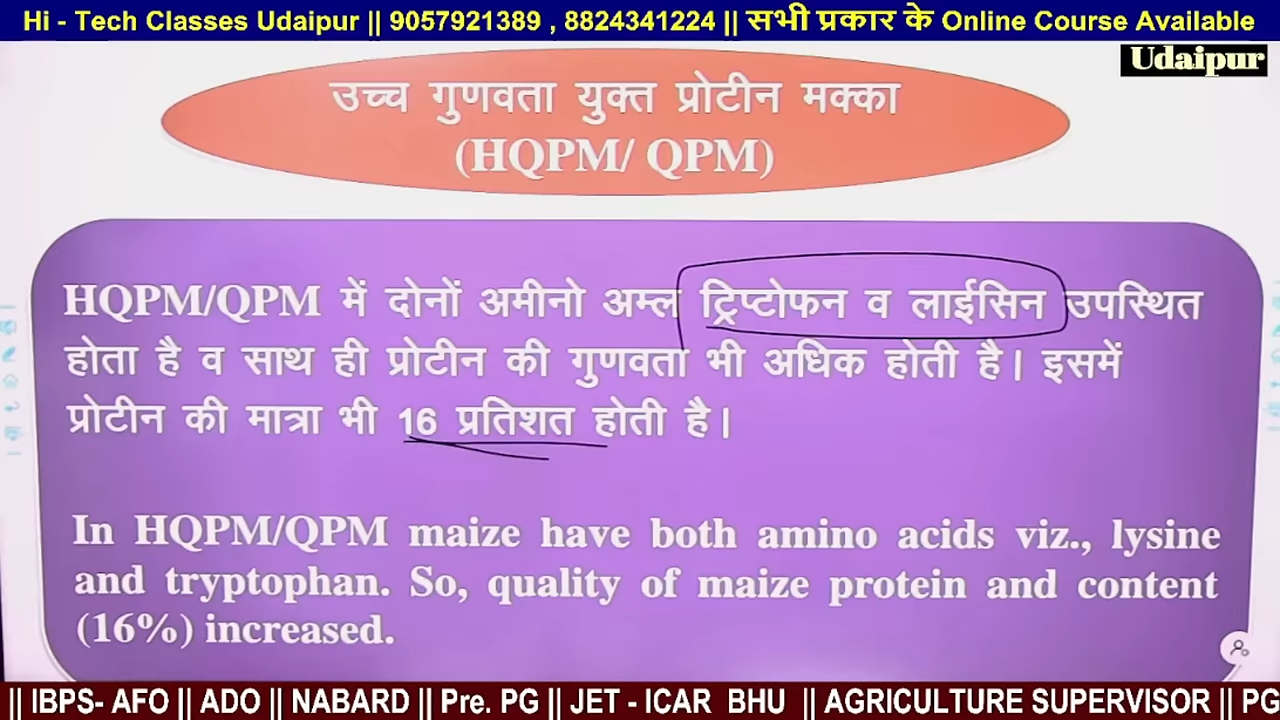 Hi - Tech Classes Udaipur || 9057921389 , 8824341224 || सभी प्रकार के Online Course Available
Udaipur
उच्च गुणवता युक्त प्रोटीन मक्का
(HQPM/ QPM)
HQPM/QPM में दोनों अमीनो अम्ल ट्रिप्टोफन व लाईसिन उपस्थित
होता है व साथ ही प्रोटीन की गुणवता भी अधिक होती है। इसमें
प्रोटीन की मात्रा भी 16 प्रतिशत होती है।
In HQPM/QPM maize have both amino acids viz., lysine
and tryptophan. So, quality of maize protein and content
(16%) increased.
|| IBPS- AFO || ADO || NABARD || Pre. PG || JET - ICAR BHU || AGRICULTURE SUPERVISOR || PG